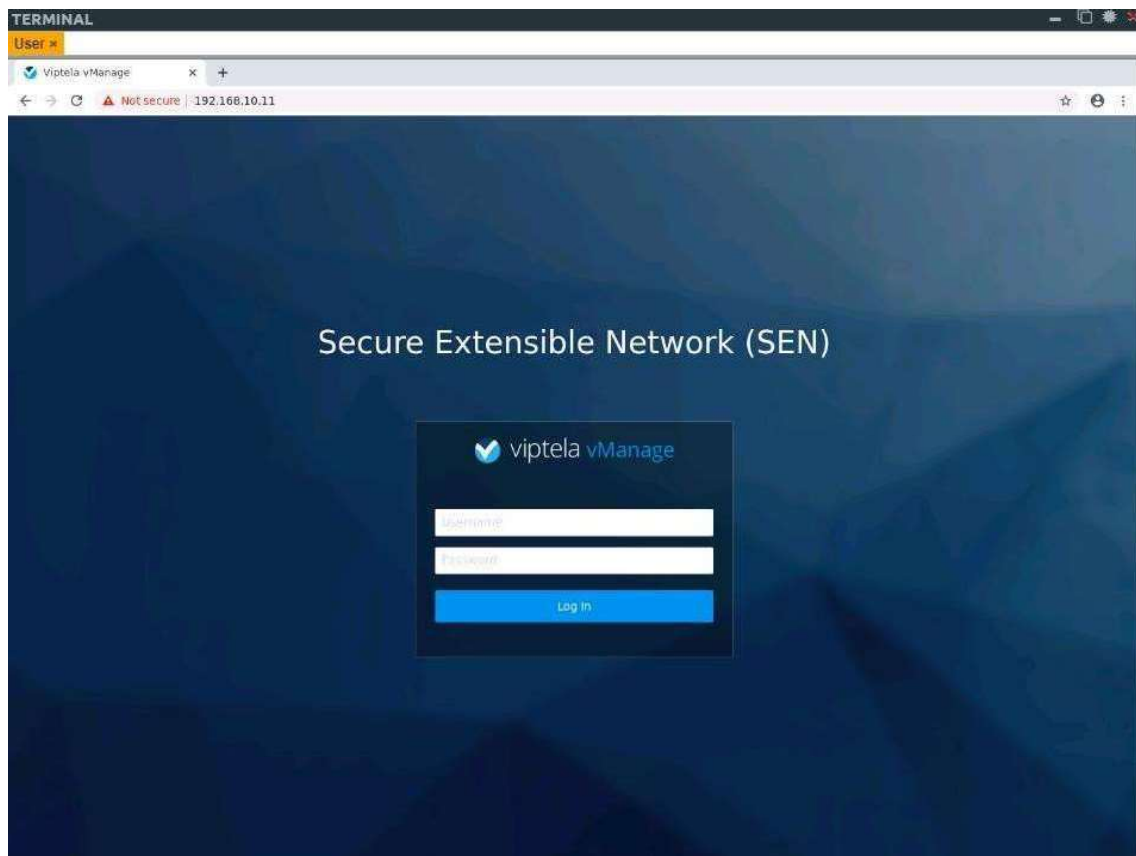 TERMINAL
User ×
Viptela vManage × +
Not secure 192.168.10.11
Secure Extensible Network (SEN)
viptela vManage
Username
Password
Log In